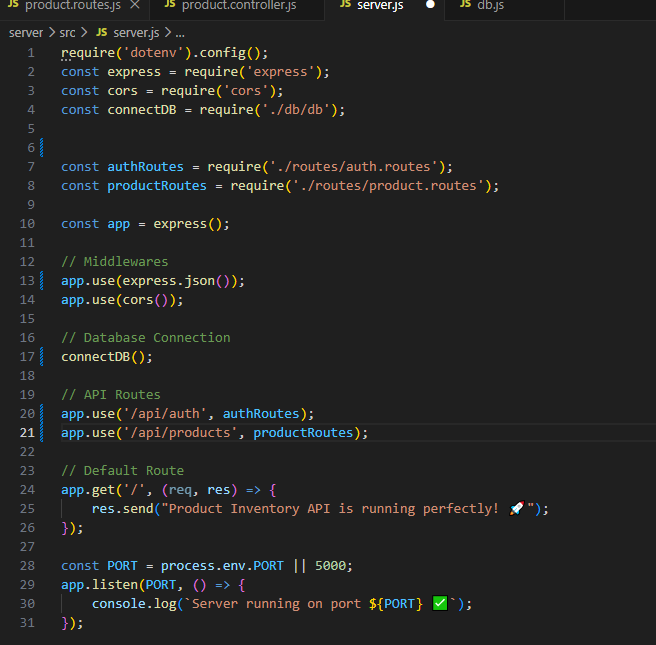 JS product.routes.js × JS product.controller.js JS server.js ● JS db.js
server > src > JS server.js > ...
1 require('dotenv').config();
2 const express = require('express');
3 const cors = require('cors');
4 const connectDB = require('./db/db');
5
6
7 const authRoutes = require('./routes/auth.routes');
8 const productRoutes = require('./routes/product.routes');
9
10 const app = express();
11
12 // Middlewares
13 app.use(express.json());
14 app.use(cors());
15
16 // Database Connection
17 connectDB();
18
19 // API Routes
20 app.use('/api/auth', authRoutes);
21 app.use('/api/products', productRoutes);
22
23 // Default Route
24 app.get('/', (req, res) => {
25 res.send("Product Inventory API is running perfectly! 🚀");
26 });
27
28 const PORT = process.env.PORT || 5000;
29 app.listen(PORT, () => {
30 console.log(`Server running on port ${PORT} ✅`);
31 });